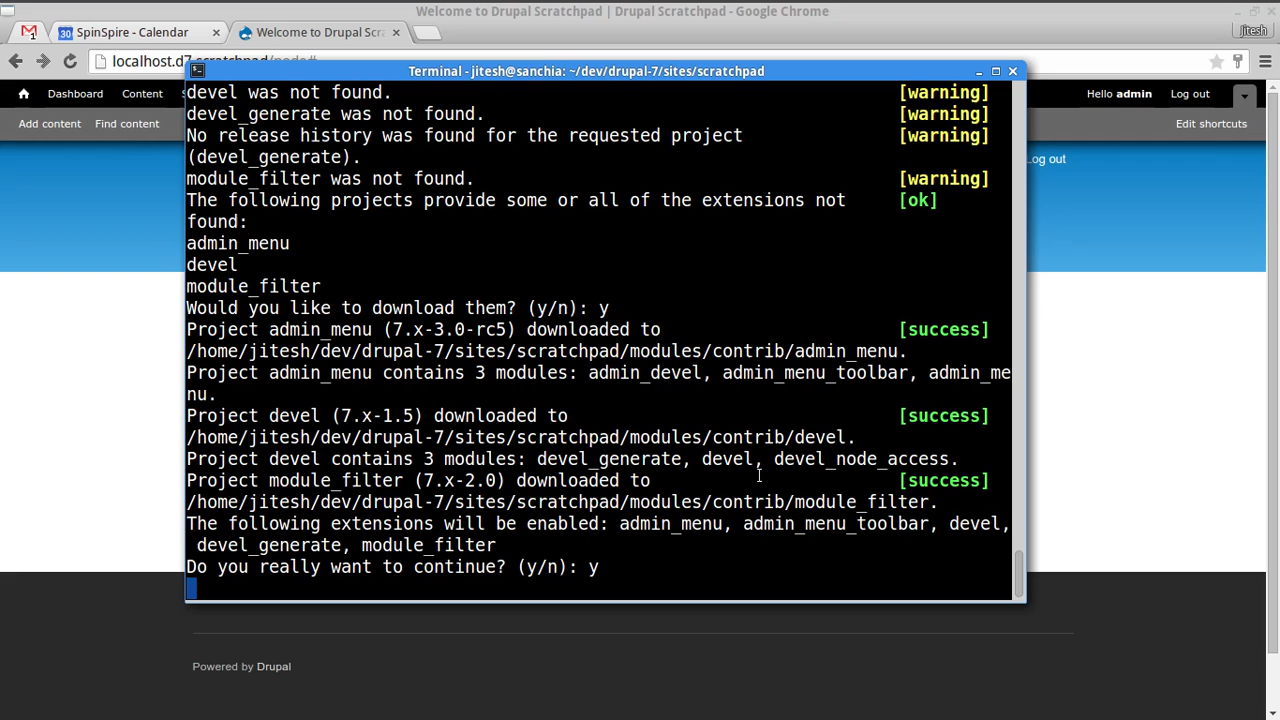 Welcome to Drupal Scratchpad | Drupal Scratchpad - Google Chrome
1 SpinSpire - Calendar Welcome to Drupal Scra jitesh
30
localhost.d7.scratchpad/node#
Terminal - jitesh@sanchia: ~/dev/drupal-7/sites/scratchpad
Dashboard Content Hello admin Log out
Add content Find content Edit shortcuts
Log out
devel was not found. [warning]
devel_generate was not found. [warning]
No release history was found for the requested project [warning]
(devel_generate).
module_filter was not found. [warning]
The following projects provide some or all of the extensions not [ok]
found:
admin_menu
devel
module_filter
Would you like to download them? (y/n): y
Project admin_menu (7.x-3.0-rc5) downloaded to [success]
/home/jitesh/dev/drupal-7/sites/scratchpad/modules/contrib/admin_menu.
Project admin_menu contains 3 modules: admin_devel, admin_menu_toolbar, admin_me
nu.
Project devel (7.x-1.5) downloaded to [success]
/home/jitesh/dev/drupal-7/sites/scratchpad/modules/contrib/devel.
Project devel contains 3 modules: devel_generate, devel, devel_node_access.
Project module_filter (7.x-2.0) downloaded to [success]
/home/jitesh/dev/drupal-7/sites/scratchpad/modules/contrib/module_filter.
The following extensions will be enabled: admin_menu, admin_menu_toolbar, devel,
devel_generate, module_filter
Do you really want to continue? (y/n): y
Powered by Drupal